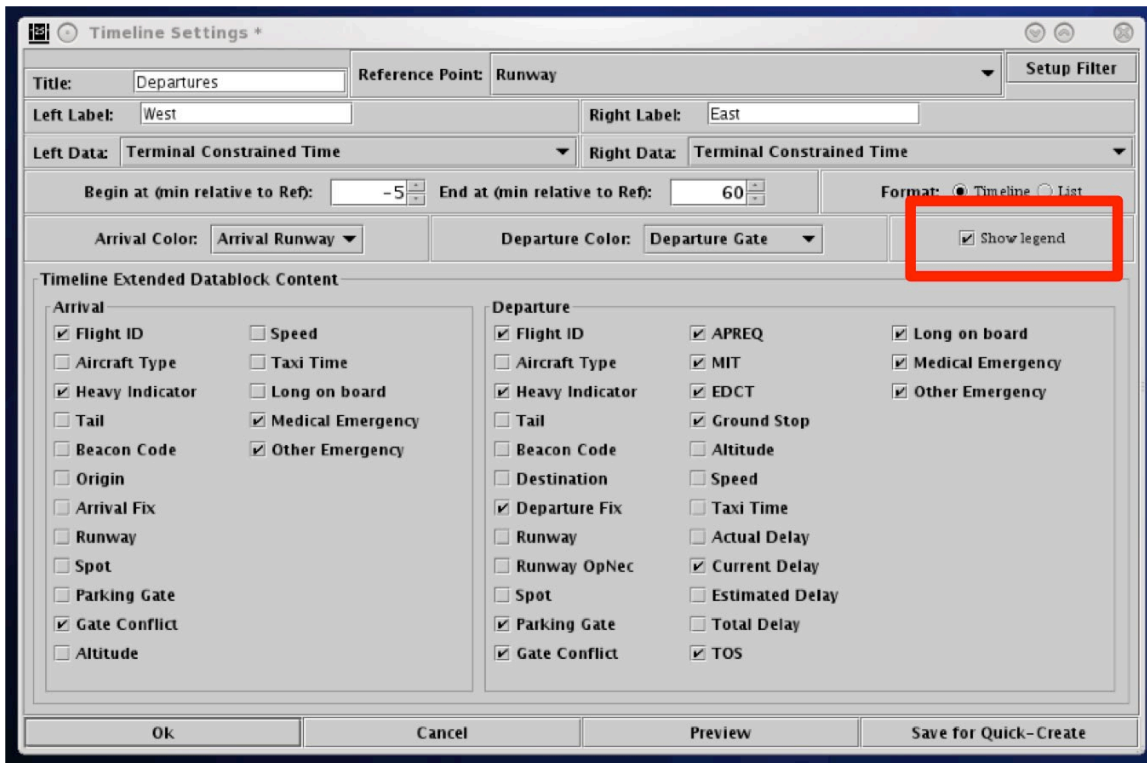 Timeline Settings *
Title: Departures Reference Point: Runway Setup Filter
Left Label: West Right Label: East
Left Data: Terminal Constrained Time Right Data: Terminal Constrained Time
Begin at (min relative to Ref): -5 End at (min relative to Ref): 60 Format: Timeline List
Arrival Color: Arrival Runway Departure Color: Departure Gate Show legend
Timeline Extended Datablock Content
Arrival
Flight ID Speed
Aircraft Type Taxi Time
Heavy Indicator Long on board
Tail Medical Emergency
Beacon Code Other Emergency
Origin
Arrival Fix
Runway
Spot
Parking Gate
Gate Conflict
Altitude
Departure
Flight ID APREQ Long on board
Aircraft Type MIT Medical Emergency
Heavy Indicator EDCT Other Emergency
Tail Ground Stop
Beacon Code Altitude
Destination Speed
Departure Fix Taxi Time
Runway Actual Delay
Runway OpNec Current Delay
Spot Estimated Delay
Parking Gate Total Delay
Gate Conflict TOS
Ok Cancel Preview Save for Quick-Create